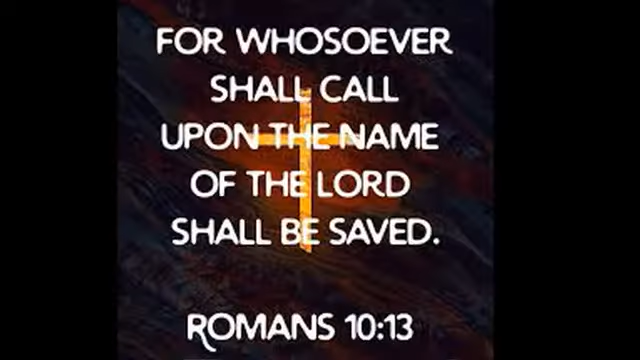 FOR WHOSOEVER
SHALL CALL
UPON THE NAME
OF THE LORD
SHALL BE SAVED.
ROMANS 10:13